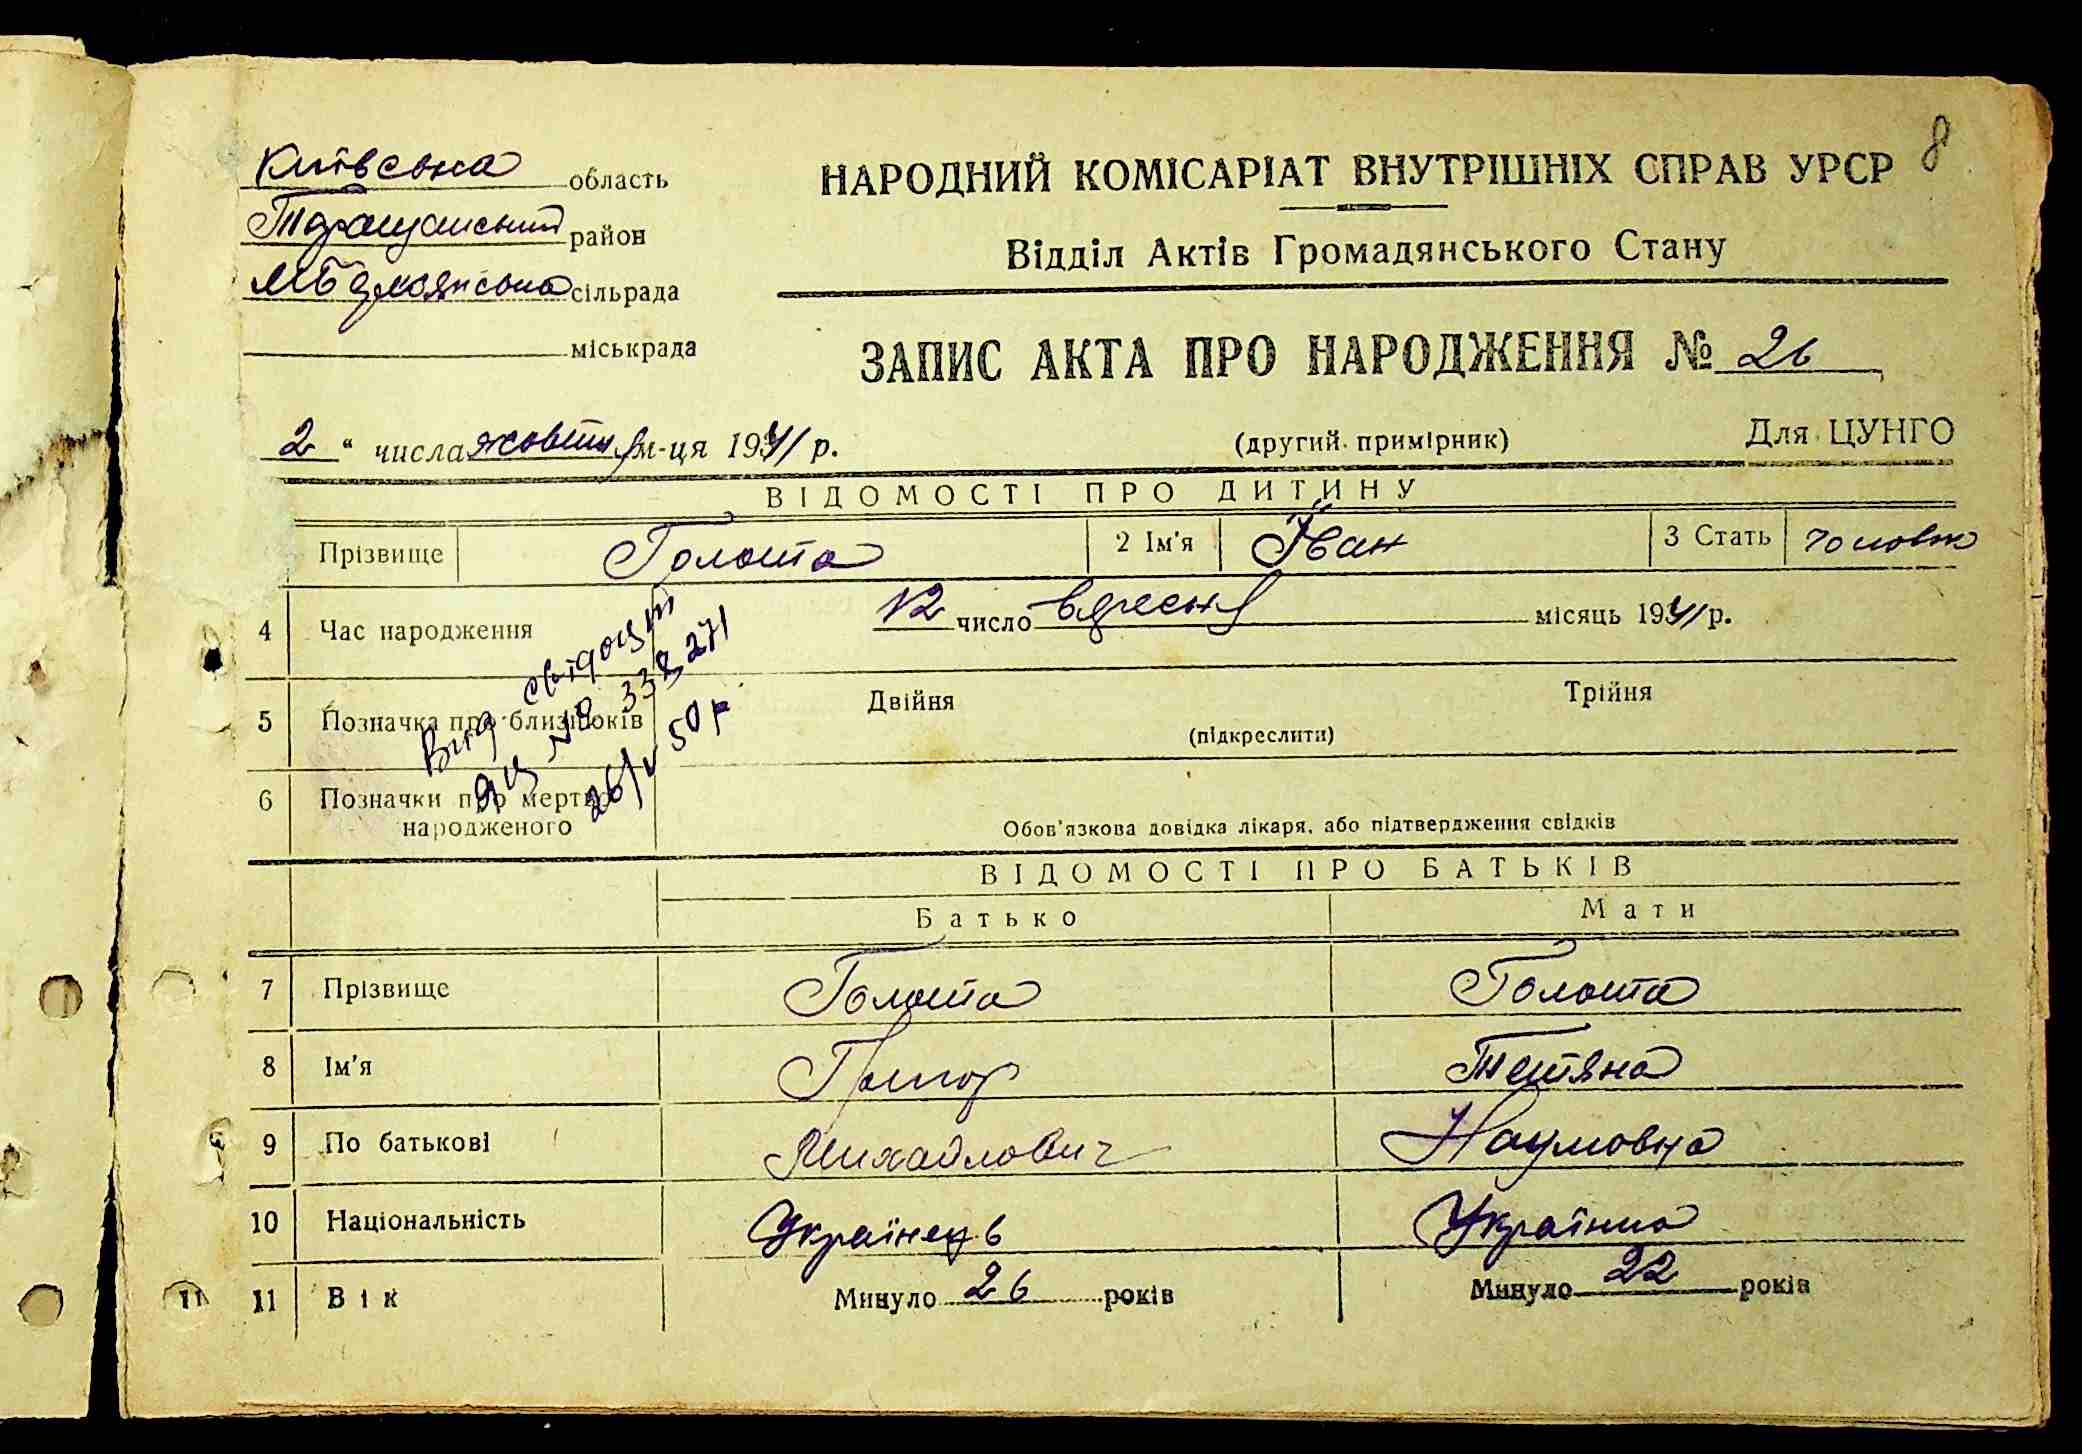 8
Київська область
НАРОДНИЙ КОМІСАРІАТ ВНУТРІШНІХ СПРАВ УРСР
Таращанський район
Відділ Актів Громадянського Стану
сільрада
міськрада
ЗАПИС АКТА ПРО НАРОДЖЕННЯ № 26
2 " числа жовтня м-ця 1941 р.
(другий примірник)
Для ЦУНГО
ВІДОМОСТІ ПРО ДИТИНУ
Прізвище Голота 2 Ім'я Іван 3 Стать чолов
4 Час народження 12 число вересня місяць 1941 р.
5 Позначка про близнюків Двійня Трійня
(підкреслити)
6 Позначки про мертво-
народженого
Обов'язкова довідка лікаря, або підтвердження свідків
Вид свідоцт
ЯЦ № 338271
26/V 50 р
ВІДОМОСТІ ПРО БАТЬКІВ
Батько Мати
7 Прізвище Голота Голота
8 Ім'я Григор Тетяна
9 По батькові Михайлович Наумовна
10 Національність Українець Українка
11 Вік Минуло 26 років Минуло 22 років